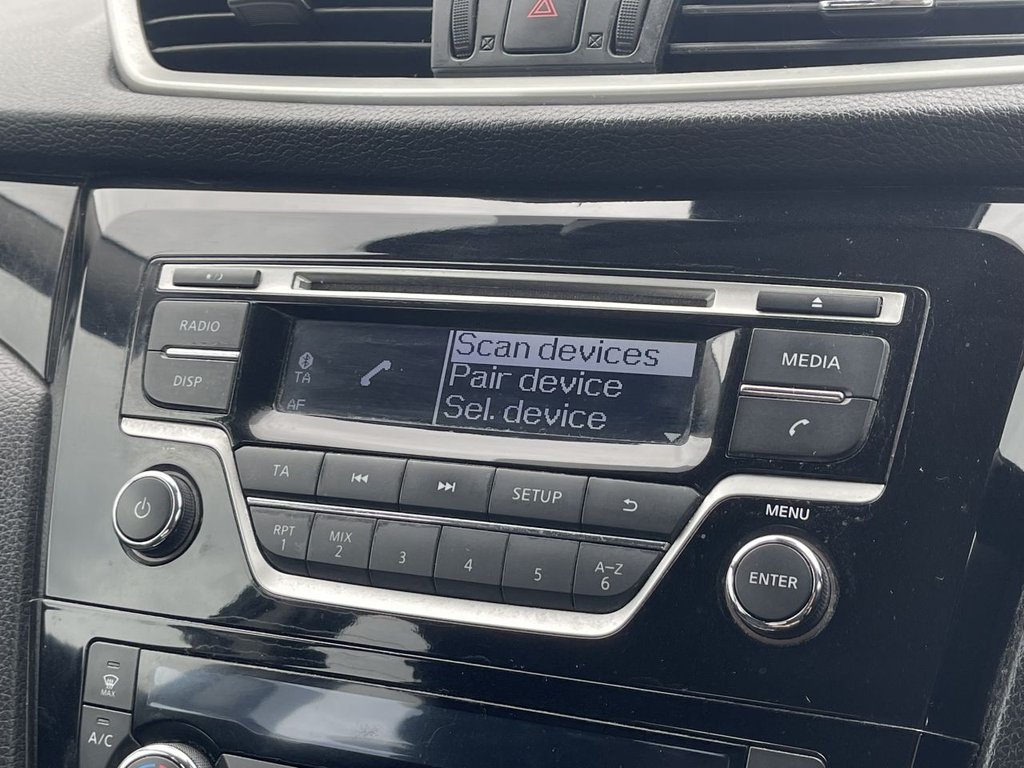 RADIO
DISP
TA
AF
Scan devices
Pair device
Sel. device
MEDIA
TA
SETUP
RPT
1
MIX
2
3
4
5
A-Z
6
MENU
ENTER
MAX
A/C